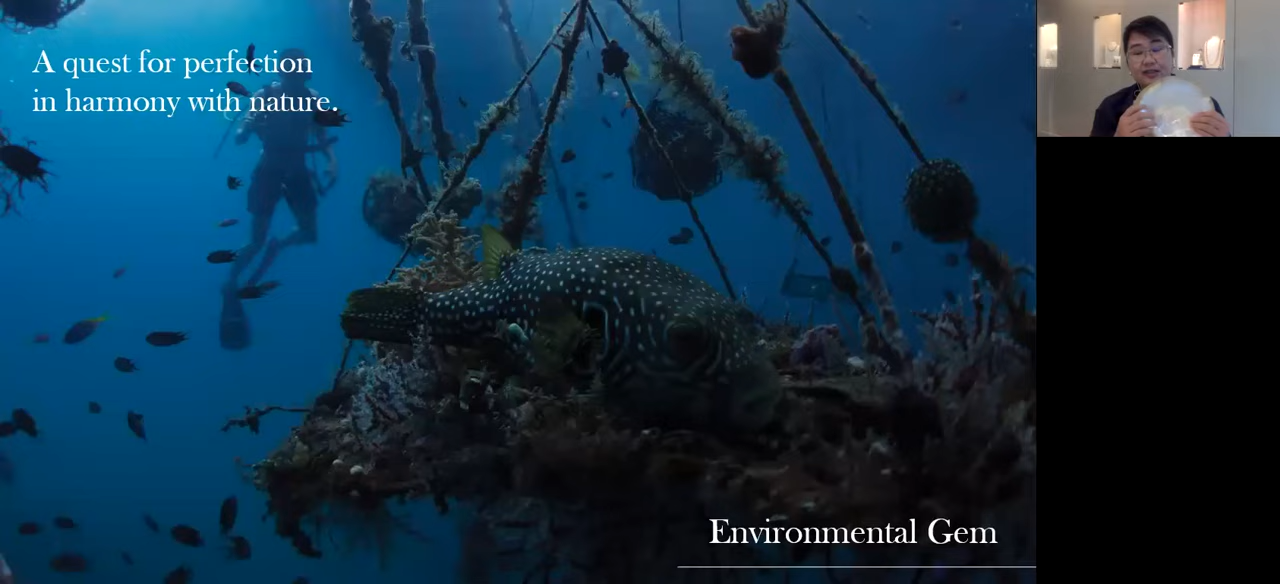 A quest for perfection
in harmony with nature.
Environmental Gem